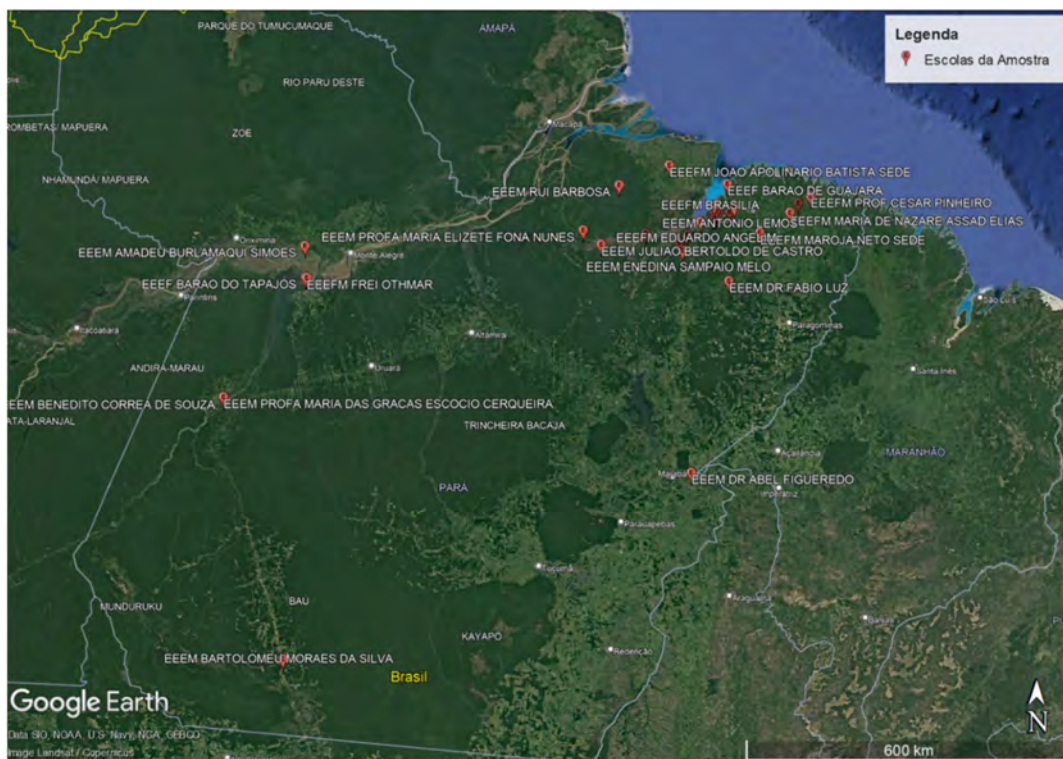 PARQUE DO TUMUCUMAQUE
AMAPÁ
Legenda
Escolas da Amostra
RIO PARU DESTE
ROMBETAS/ MAPUERA
ZOE
Macapá
NHAMUNDÁ/ MAPUERA
EEEFM JOAO APOLINARIO BATISTA SEDE
EEEM RUI BARBOSA
EEEF BARAO DE GUAJARA
EEEFM PROF CESAR PINHEIRO
EEEFM BRASILIA
EEEM ANTONIO LEMOS
EEEFM MARIA DE NAZARE ASSAD ELIAS
Oriximina
EEEM PROFA MARIA ELIZETE FONA NUNES
EEEFM EDUARDO ANGELIM
EEEFM MAROJA NETO SEDE
EEEM AMADEU BURLAMAQUI SIMOES
Monte Alegre
EEEM JULIAO BERTOLDO DE CASTRO
EEEM ENEDINA SAMPAIO MELO
EEEF BARAO DO TAPAJOS
EEEFM FREI OTHMAR
EEEM DR FABIO LUZ
Parintins
São Luís
Itacoatiara
Altamira
Paragominas
ANDIRÁ-MARAU
Uruará
Santa Inês
EEEM BENEDITO CORREA DE SOUZA
EEEM PROFA MARIA DAS GRACAS ESCOCIO CERQUEIRA
ATA-LARANJAL
TRINCHEIRA BACAJA
Açailândia
MARANHÃO
Marabá
EEEM DR ABEL FIGUEREDO
PARÁ
Imperatriz
Parauapebas
Tucumã
Araguaína
BAU
MUNDURUKU
Balsas
KAYAPO
EEEM BARTOLOMEU MORAES DA SILVA
Redenção
Brasil
Google Earth
Data SIO, NOAA, U.S. Navy, NGA, GEBCO
Image Landsat / Copernicus
N
600 km